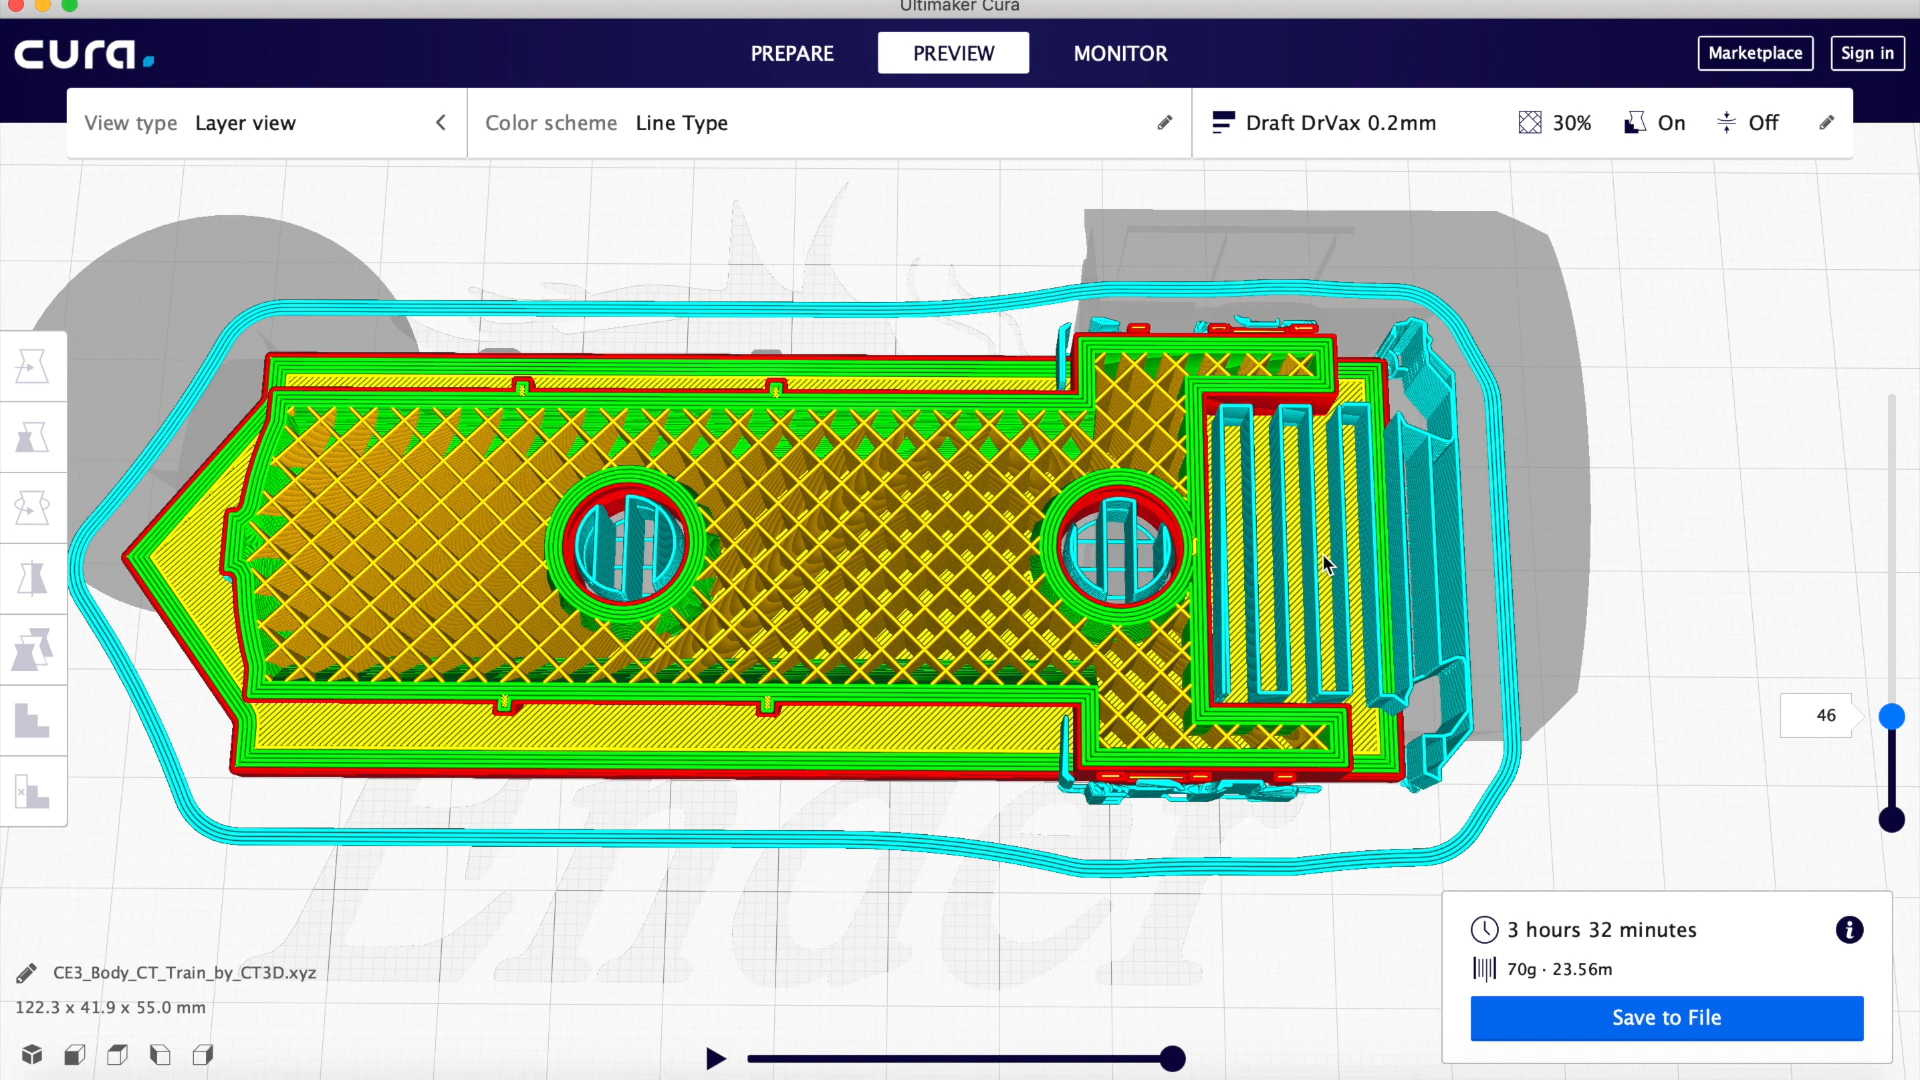 Ultimaker Cura
cura.
PREPARE
PREVIEW
MONITOR
Marketplace
Sign in
View type Layer view
Color scheme Line Type
Draft DrVax 0.2mm 30% On Off
46
Ender
3 hours 32 minutes
70g · 23.56m
Save to File
CE3_Body_CT_Train_by_CT3D.xyz
122.3 x 41.9 x 55.0 mm